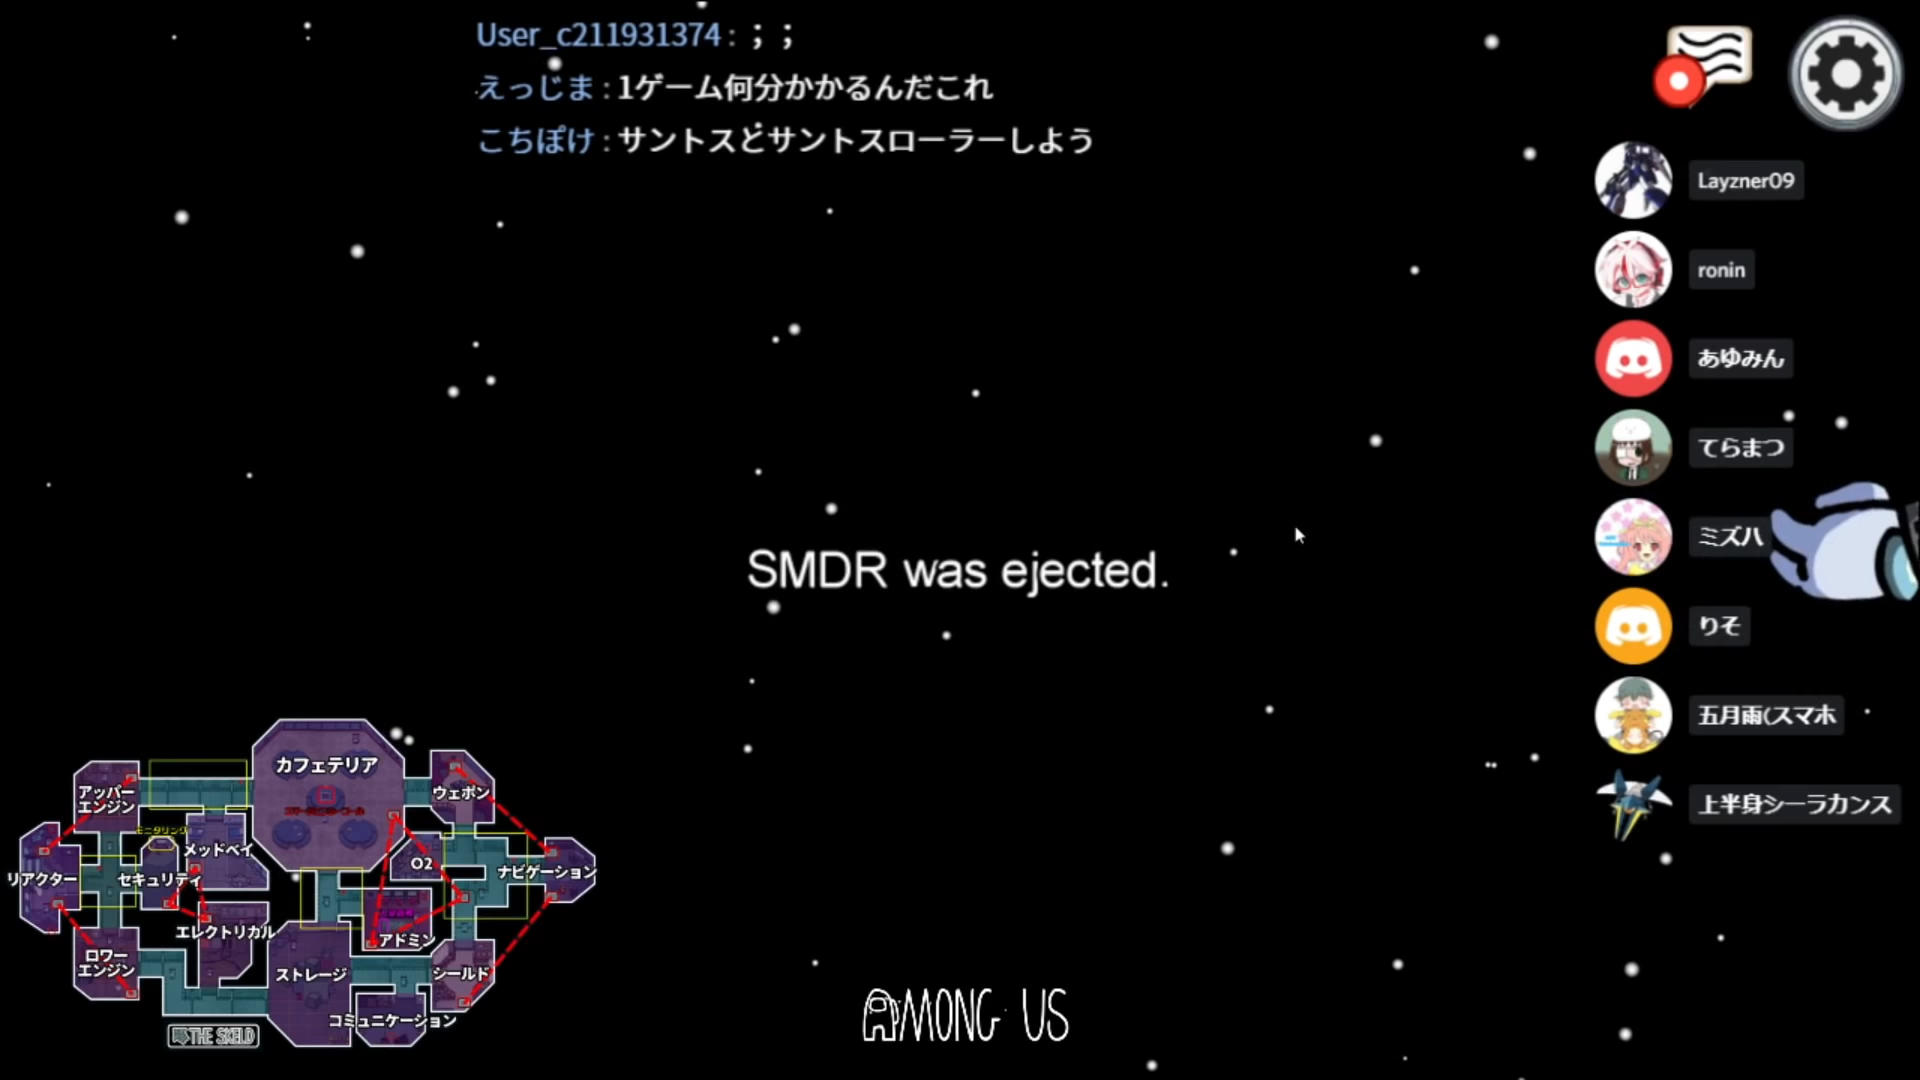 User_c211931374 : ; ;
えっじま : 1ゲーム何分かかるんだこれ
こちぽけ : サントスとサントスローラーしよう
Layzner09
ronin
あゆみん
てらまつ
ミズハ
りそ
五月雨(スマホ
上半身シーラカンス
SMDR was ejected.
カフェテリア
アッパー
エンジン
ウェポン
モニタリング
メッドベイ
O2
リアクター
セキュリティ
ナビゲーション
エレクトリカル
アドミン
ロワー
エンジン
ストレージ
シールド
コミュニケーション
THE SKELD
AMONG US